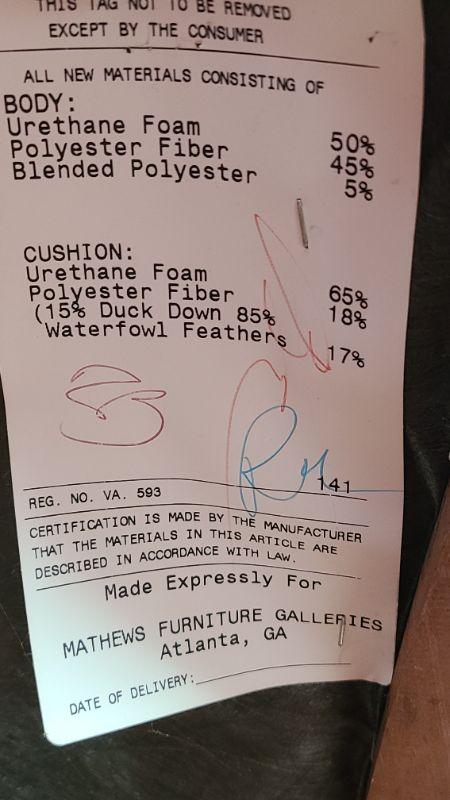 THIS TAG NOT TO BE REMOVED
EXCEPT BY THE CONSUMER
ALL NEW MATERIALS CONSISTING OF
BODY:
Urethane Foam 50%
Polyester Fiber 45%
Blended Polyester 5%
CUSHION:
Urethane Foam 65%
Polyester Fiber 18%
(15% Duck Down 85%
Waterfowl Feathers 17%
141
REG. NO. VA. 593
CERTIFICATION IS MADE BY THE MANUFACTURER
THAT THE MATERIALS IN THIS ARTICLE ARE
DESCRIBED IN ACCORDANCE WITH LAW.
Made Expressly For
MATHEWS FURNITURE GALLERIES
Atlanta, GA
DATE OF DELIVERY: